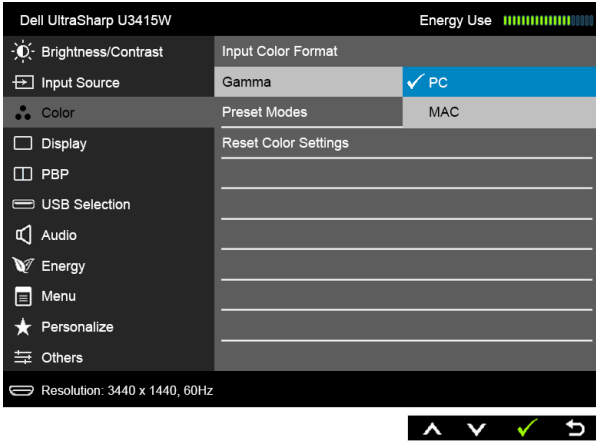 Dell UltraSharp U3415W Energy Use
Brightness/Contrast Input Color Format
Input Source Gamma PC
Color Preset Modes MAC
Display Reset Color Settings
PBP
USB Selection
Audio
Energy
Menu
Personalize
Others
Resolution: 3440 x 1440, 60Hz